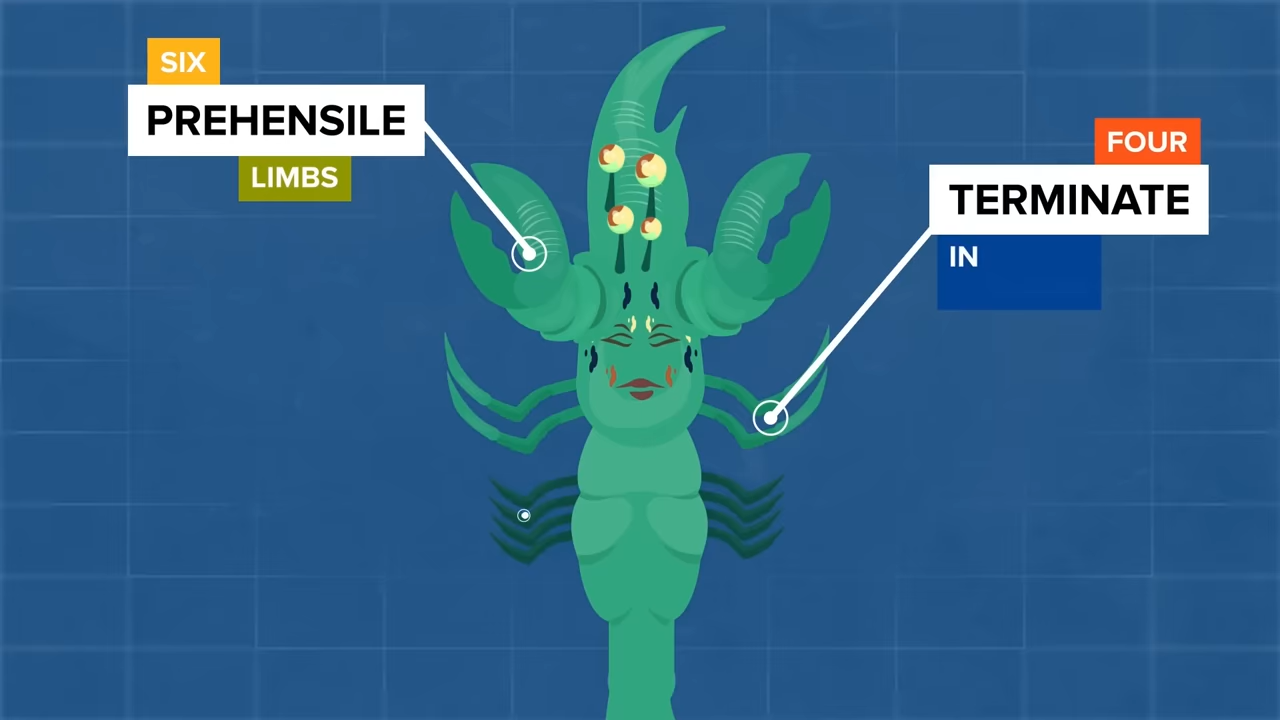 SIX
PREHENSILE
LIMBS
FOUR
TERMINATE
IN